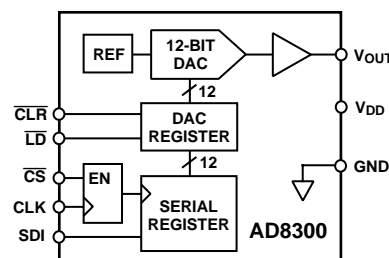 REF
12-BIT
DAC
VOUT
12
CLR
DAC
REGISTER
VDD
LD
12
GND
CS
EN
CLK
SERIAL
REGISTER
SDI
AD8300